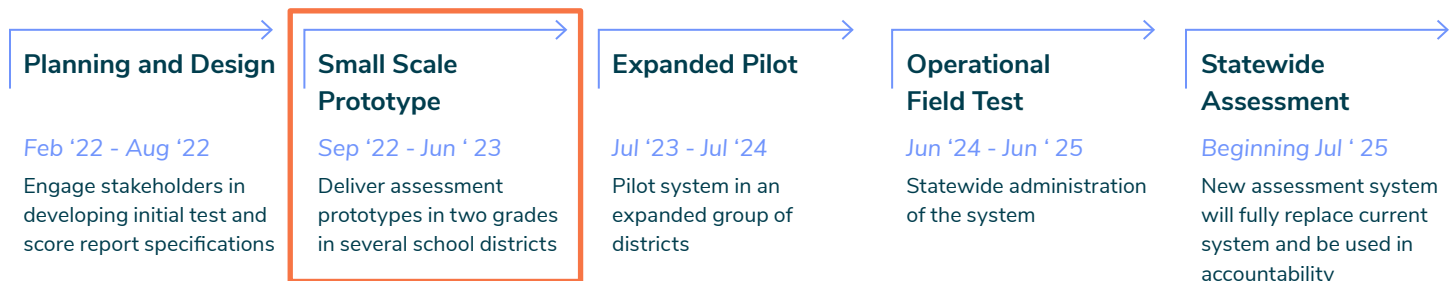 Planning and Design
Feb ‘22 - Aug ‘22
Engage stakeholders in
developing initial test and
score report specifications
Small Scale
Prototype
Sep ‘22 - Jun ‘ 23
Deliver assessment
prototypes in two grades
in several school districts
Expanded Pilot
Jul ‘23 - Jul ‘24
Pilot system in an
expanded group of
districts
Operational
Field Test
Jun ‘24 - Jun ‘ 25
Statewide administration
of the system
Statewide
Assessment
Beginning Jul ‘ 25
New assessment system
will fully replace current
system and be used in
accountability